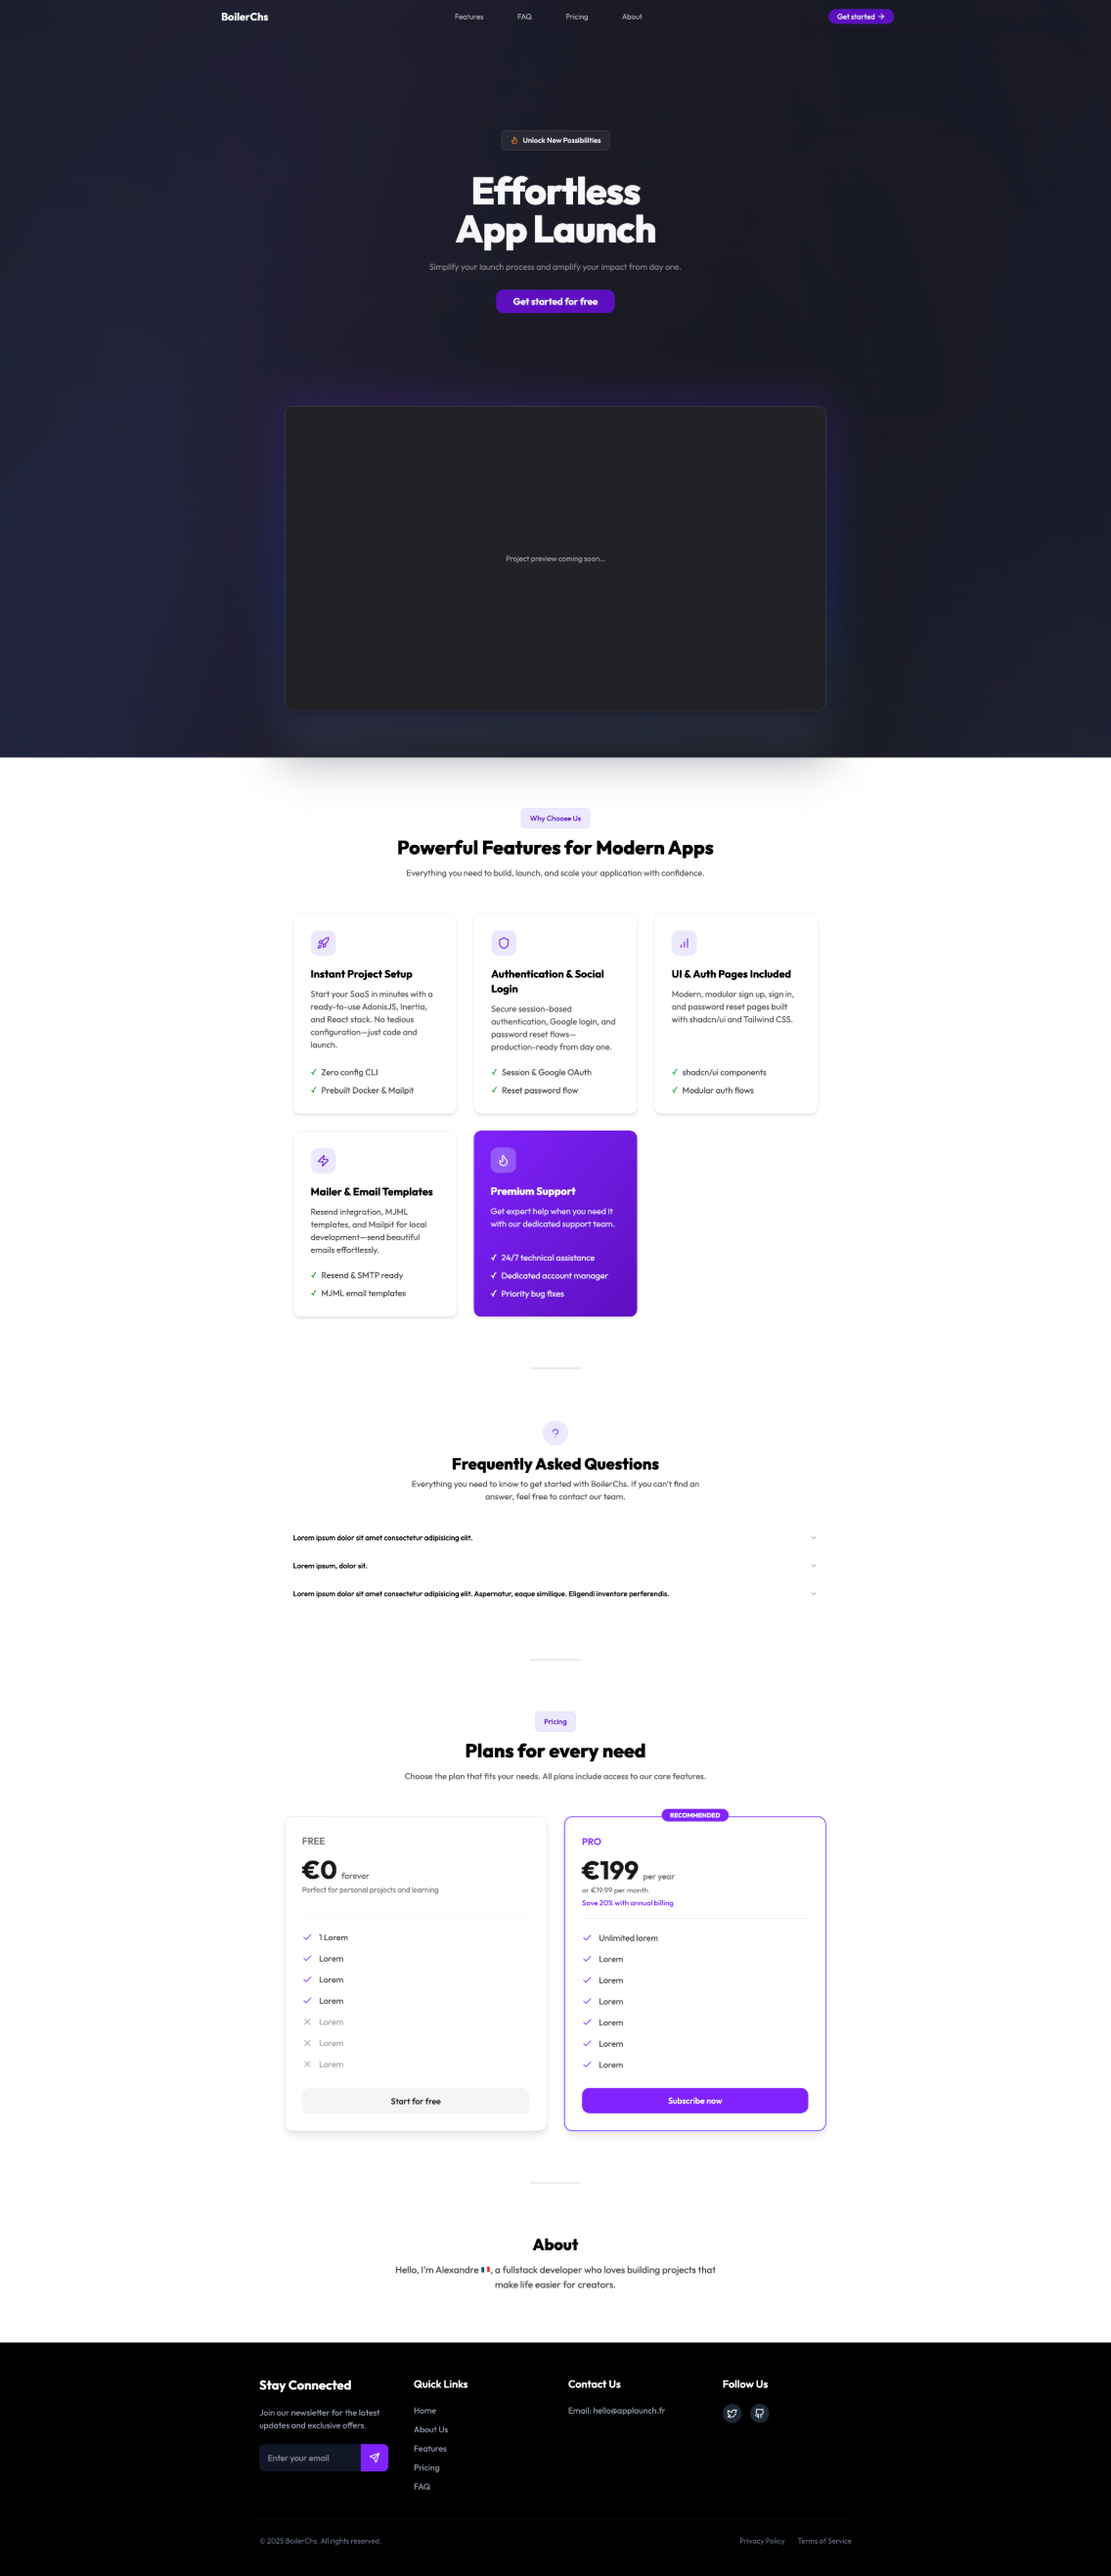 BoilerChs
Features
FAQ
Pricing
About
Get started →
Unlock New Possibilities
Effortless
App Launch
Simplify your launch process and amplify your impact from day one.
Get started for free
Project preview coming soon...
Why Choose Us
Powerful Features for Modern Apps
Everything you need to build, launch, and scale your application with confidence.
Instant Project Setup
Start your SaaS in minutes with a
ready-to-use AdonisJS, Inertia,
and React stack. No tedious
configuration—just code and
launch.
✓ Zero config CLI
✓ Prebuilt Docker & Mailpit
Authentication & Social
Login
Secure session-based
authentication, Google login, and
password reset flows—
production-ready from day one.
✓ Session & Google OAuth
✓ Reset password flow
UI & Auth Pages Included
Modern, modular sign up, sign in,
and password reset pages built
with shadcn/ui and Tailwind CSS.
✓ shadcn/ui components
✓ Modular auth flows
Mailer & Email Templates
Resend integration, MJML
templates, and Mailpit for local
development—send beautiful
emails effortlessly.
✓ Resend & SMTP ready
✓ MJML email templates
Premium Support
Get expert help when you need it
with our dedicated support team.
✓ 24/7 technical assistance
✓ Dedicated account manager
✓ Priority bug fixes
?
Frequently Asked Questions
Everything you need to know to get started with BoilerChs. If you can't find an
answer, feel free to contact our team.
Lorem ipsum dolor sit amet consectetur adipisicing elit.
Lorem ipsum, dolor sit.
Lorem ipsum dolor sit amet consectetur adipisicing elit. Aspernatur, eaque similique. Eligendi inventore perferendis.
Pricing
Plans for every need
Choose the plan that fits your needs. All plans include access to our core features.
FREE
€0 forever
Perfect for personal projects and learning
1 Lorem
Lorem
Lorem
Lorem
Lorem
Lorem
Lorem
Start for free
RECOMMENDED
PRO
€199 per year
or €19.99 per month
Save 20% with annual billing
Unlimited lorem
Lorem
Lorem
Lorem
Lorem
Lorem
Lorem
Subscribe now
About
Hello, I'm Alexandre 🇫🇷, a fullstack developer who loves building projects that
make life easier for creators.
Stay Connected
Join our newsletter for the latest
updates and exclusive offers.
Enter your email
Quick Links
Home
About Us
Features
Pricing
FAQ
Contact Us
Email: hello@applaunch.fr
Follow Us
© 2025 BoilerChs. All rights reserved.
Privacy Policy
Terms of Service